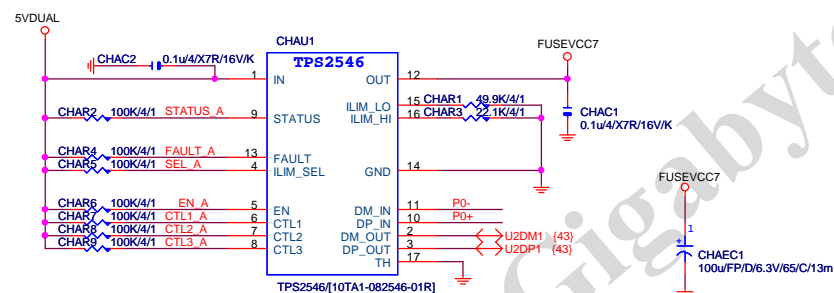 5VDUAL
CHAC2 0.1u/4/X7R/16V/K
CHAU1
TPS2546
FUSEVCC7
1 IN OUT 12
CHAR2 100K/4/1 STATUS_A 9 STATUS
ILIM_LO 15 CHAR1 49.9K/4/1
ILIM_HI 16 CHAR3 22.1K/4/1
CHAC1
0.1u/4/X7R/16V/K
CHAR4 100K/4/1 FAULT_A 13 FAULT
CHAR5 100K/4/1 SEL_A 4 ILIM_SEL GND 14
FUSEVCC7
CHAR6 100K/4/1 EN_A 5 EN DM_IN 11 P0-
CHAR7 100K/4/1 CTL1_A 6 CTL1 DP_IN 10 P0+
CHAR8 100K/4/1 CTL2_A 7 CTL2 DM_OUT 2 U2DM1 {43}
CHAR9 100K/4/1 CTL3_A 8 CTL3 DP_OUT 3 U2DP1 {43}
TH 17
1
+
CHAEC1
100u/FP/D/6.3V/65/C/13m
TPS2546/[10TA1-082546-01R]
Gigabyte